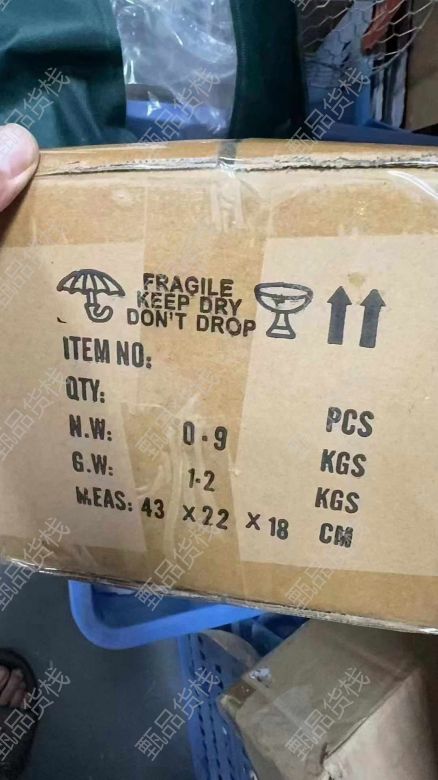 FRAGILE
KEEP DRY
DON'T DROP
ITEM NO:
QTY: PCS
N.W: 0.9 KGS
G.W: 1.2 KGS
MEAS: 43 X 22 X 18 CM
甄品货栈